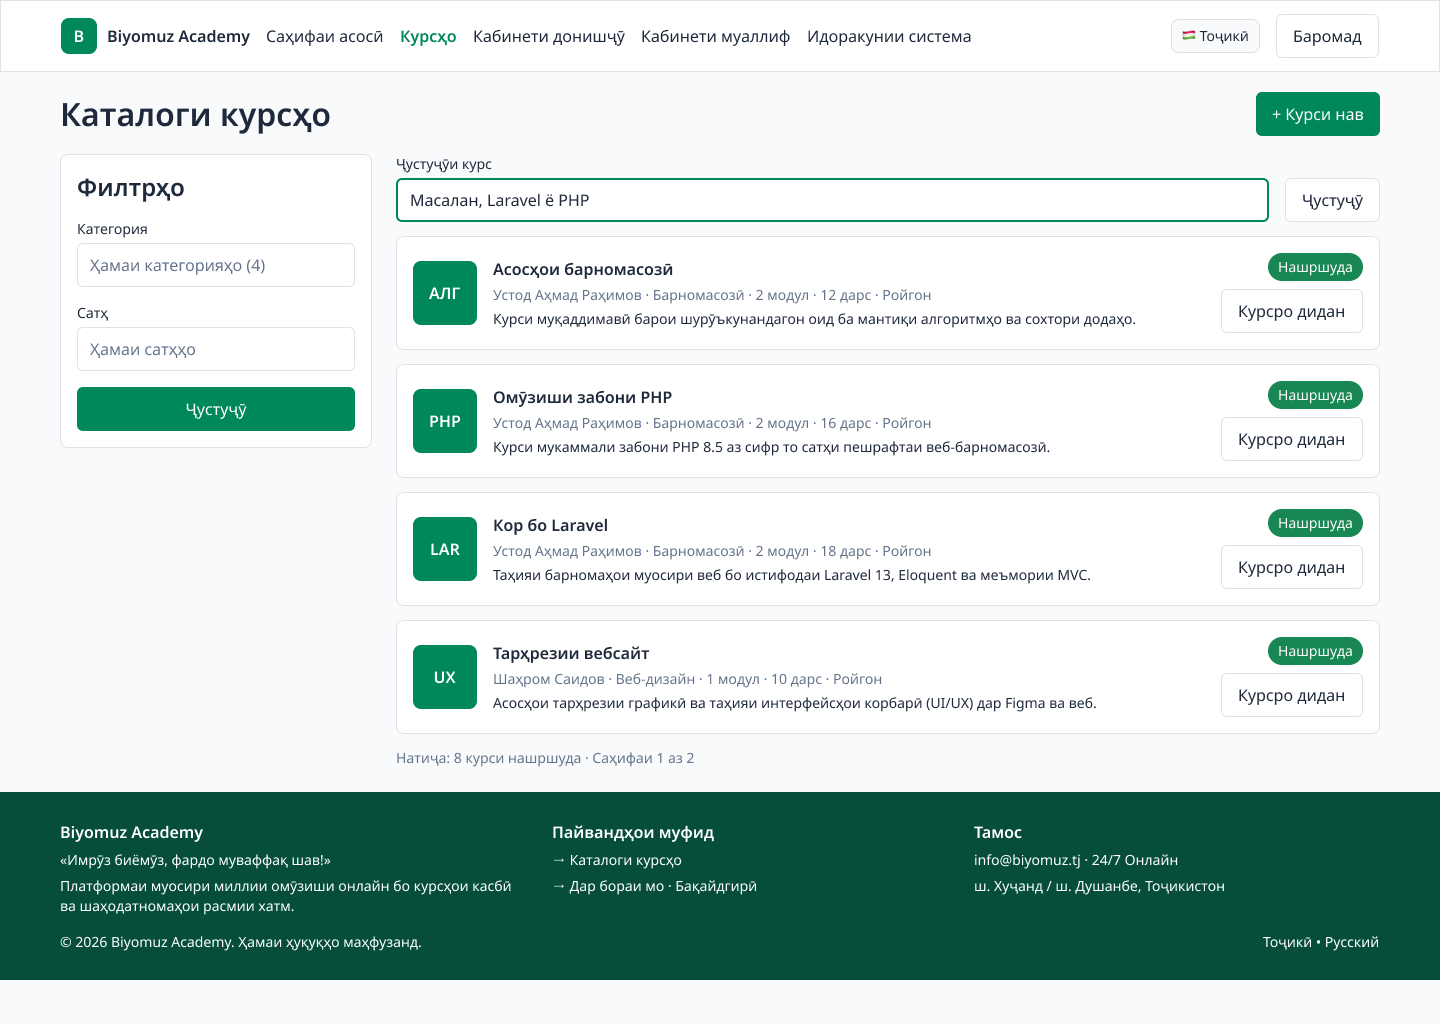 B Biyomuz Academy Саҳифаи асосӣ Курсҳо Кабинети донишҷӯ Кабинети муаллиф Идоракунии система Тоҷикӣ Баромад
Каталоги курсҳо
+ Курси нав
Филтрҳо
Категория
Ҳамаи категорияҳо (4)
Сатҳ
Ҳамаи сатҳҳо
Ҷустуҷӯ
Ҷустуҷӯи курс
Масалан, Laravel ё PHP
Ҷустуҷӯ
АЛГ
Асосҳои барномасозӣ
Устод Аҳмад Раҳимов · Барномасозӣ · 2 модул · 12 дарс · Ройгон
Курси муқаддимавӣ барои шурӯъкунандагон оид ба мантиқи алгоритмҳо ва сохтори додаҳо.
Нашршуда
Курсро дидан
PHP
Омӯзиши забони PHP
Устод Аҳмад Раҳимов · Барномасозӣ · 2 модул · 16 дарс · Ройгон
Курси мукаммали забони PHP 8.5 аз сифр то сатҳи пешрафтаи веб-барномасозӣ.
Нашршуда
Курсро дидан
LAR
Кор бо Laravel
Устод Аҳмад Раҳимов · Барномасозӣ · 2 модул · 18 дарс · Ройгон
Таҳияи барномаҳои муосири веб бо истифодаи Laravel 13, Eloquent ва меъмории MVC.
Нашршуда
Курсро дидан
UX
Тарҳрезии вебсайт
Шаҳром Саидов · Веб-дизайн · 1 модул · 10 дарс · Ройгон
Асосҳои тарҳрезии графикӣ ва таҳияи интерфейсҳои корбарӣ (UI/UX) дар Figma ва веб.
Нашршуда
Курсро дидан
Натиҷа: 8 курси нашршуда · Саҳифаи 1 аз 2
Biyomuz Academy
«Имрӯз биёмӯз, фардо муваффақ шав!»
Платформаи муосири миллии омӯзиши онлайн бо курсҳои касбӣ
ва шаҳодатномаҳои расмии хатм.
Пайвандҳои муфид
→ Каталоги курсҳо
→ Дар бораи мо · Бақайдгирӣ
Тамос
info@biyomuz.tj · 24/7 Онлайн
ш. Хуҷанд / ш. Душанбе, Тоҷикистон
© 2026 Biyomuz Academy. Ҳамаи ҳуқуқҳо маҳфузанд.
Тоҷикӣ • Русский